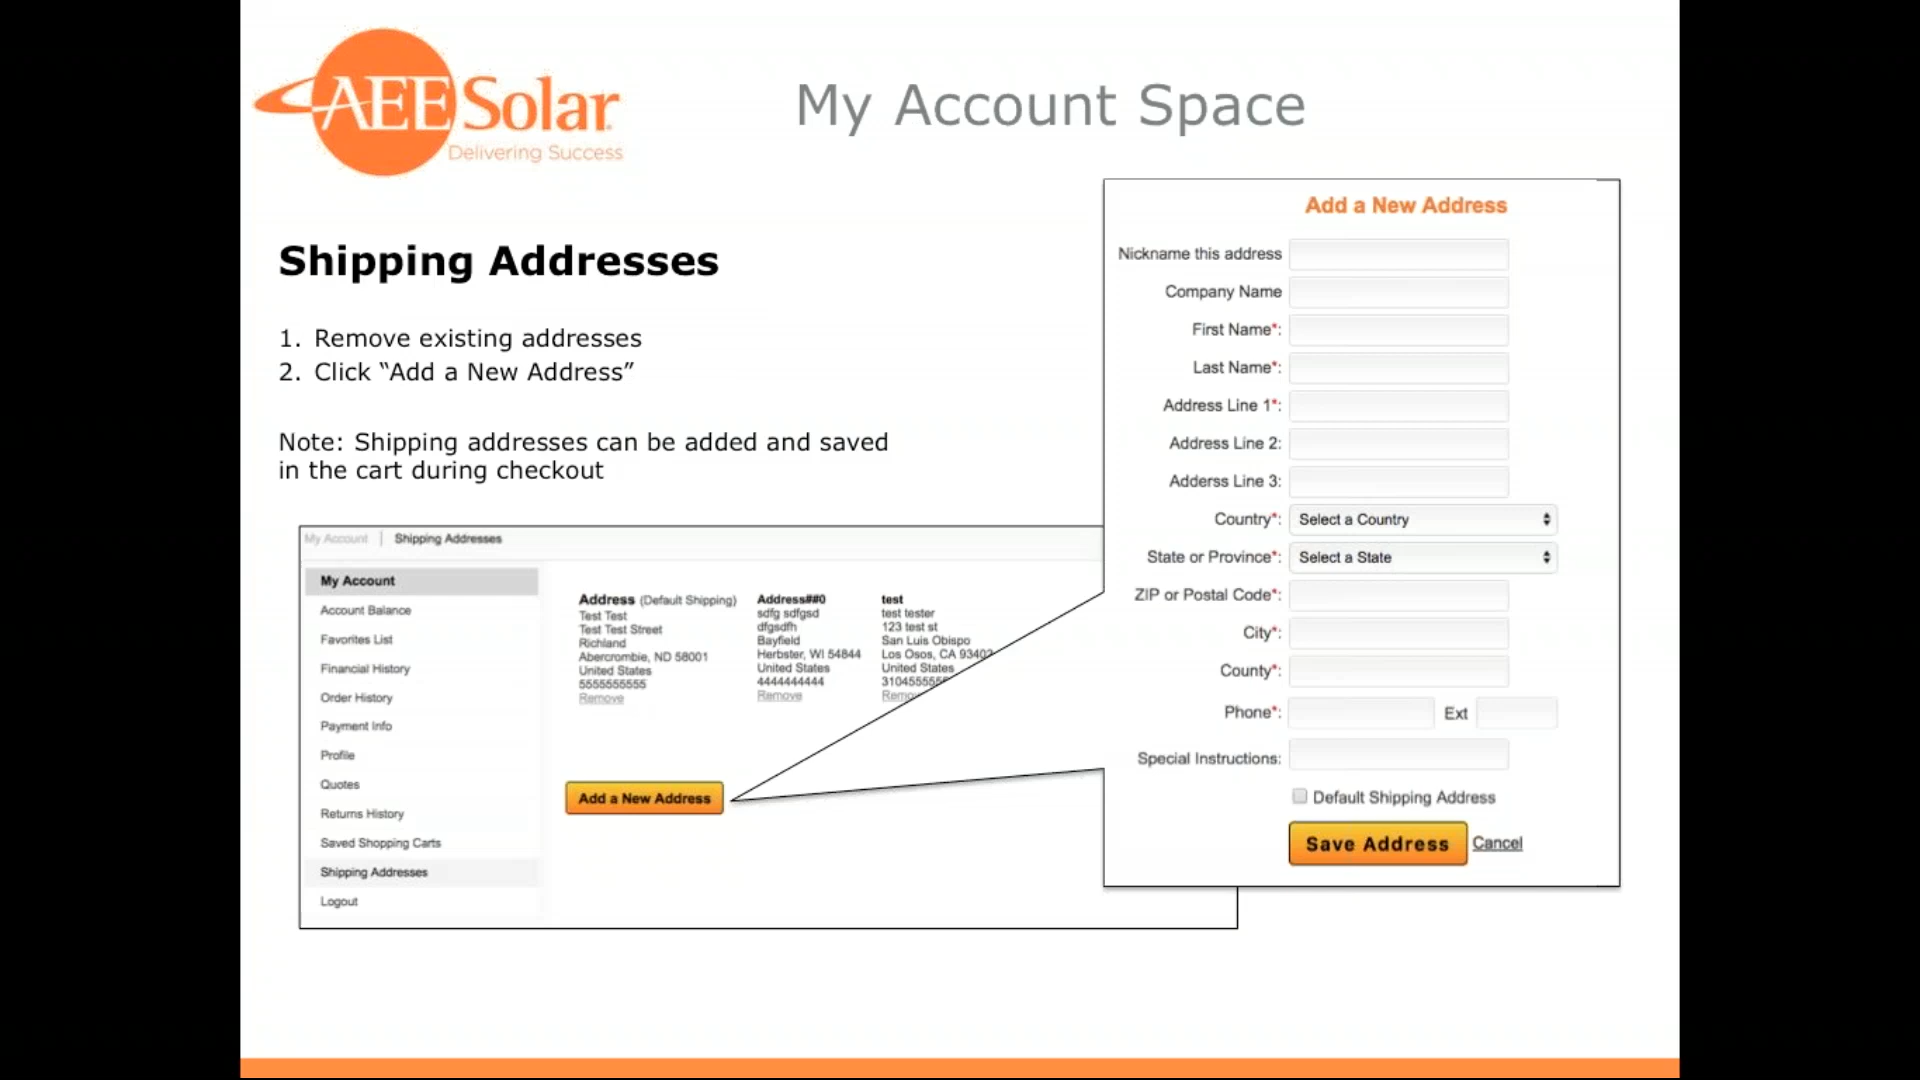 AEE Solar
Delivering Success
My Account Space
Shipping Addresses
1. Remove existing addresses
2. Click “Add a New Address”
Note: Shipping addresses can be added and saved
in the cart during checkout
My Account | Shipping Addresses
My Account
Account Balance
Favorites List
Financial History
Order History
Payment Info
Profile
Quotes
Returns History
Saved Shopping Carts
Shipping Addresses
Logout
Address (Default Shipping)
Test Test
Test Test Street
Richland
Abercrombie, ND 58001
United States
5555555555
Remove
Address##0
sdfg sdfgsd
dfgsdfh
Bayfield
Herbster, WI 54844
United States
4444444444
Remove
test
test tester
123 test st
San Luis Obispo
Los Osos, CA 93402
United States
310455555
Remo
Add a New Address
Add a New Address
Nickname this address
Company Name
First Name*:
Last Name*:
Address Line 1*:
Address Line 2:
Adderss Line 3:
Country*: Select a Country
State or Province*: Select a State
ZIP or Postal Code*:
City*:
County*:
Phone*: Ext
Special Instructions:
Default Shipping Address
Save Address Cancel